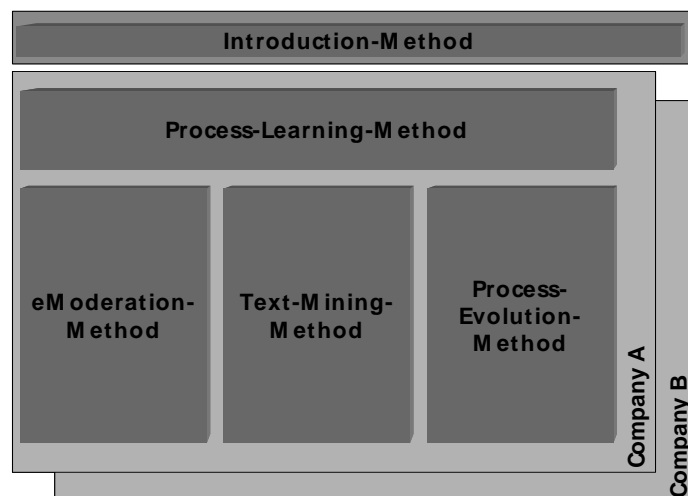 Introduction-Method
Process-Learning-Method
eModeration-
Method
Text-Mining-
Method
Process-
Evolution-
Method
Company A
Company B